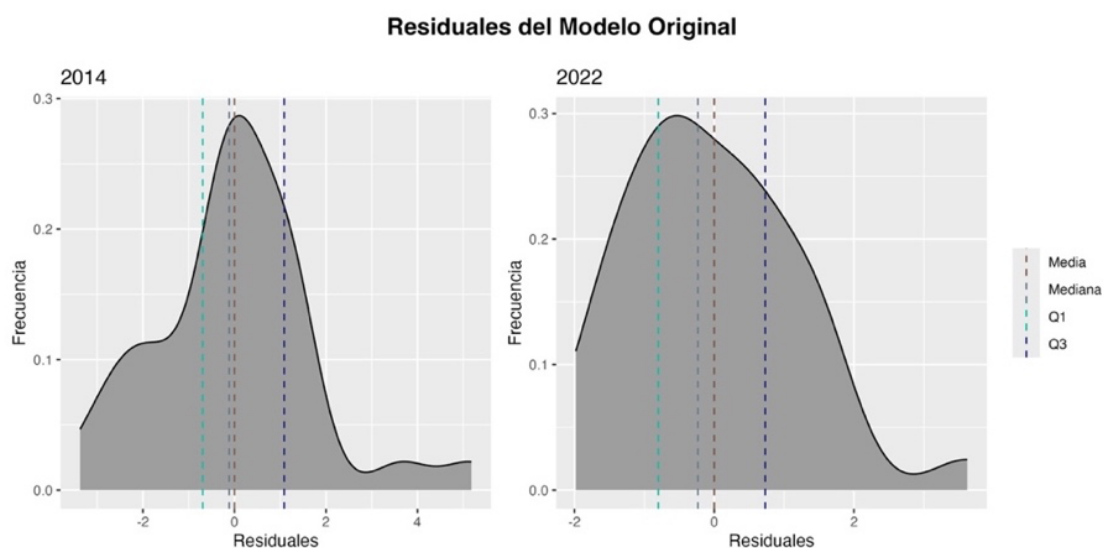 Residuales del Modelo Original
2014
2022
0.3
0.2
0.1
0.0
Frecuencia
-2
0
2
4
Residuales
0.3
0.2
0.1
0.0
Frecuencia
-2
0
2
Residuales
Media
Mediana
Q1
Q3